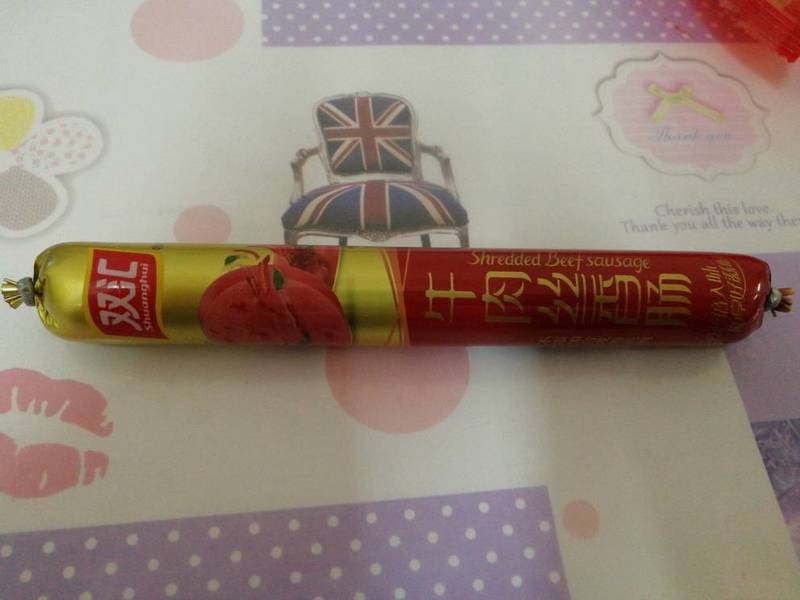 Thank you
Cherish this love.
Thank you all the way
双汇
Shuanghui
Shredded Beef sausage
牛肉丝香肠